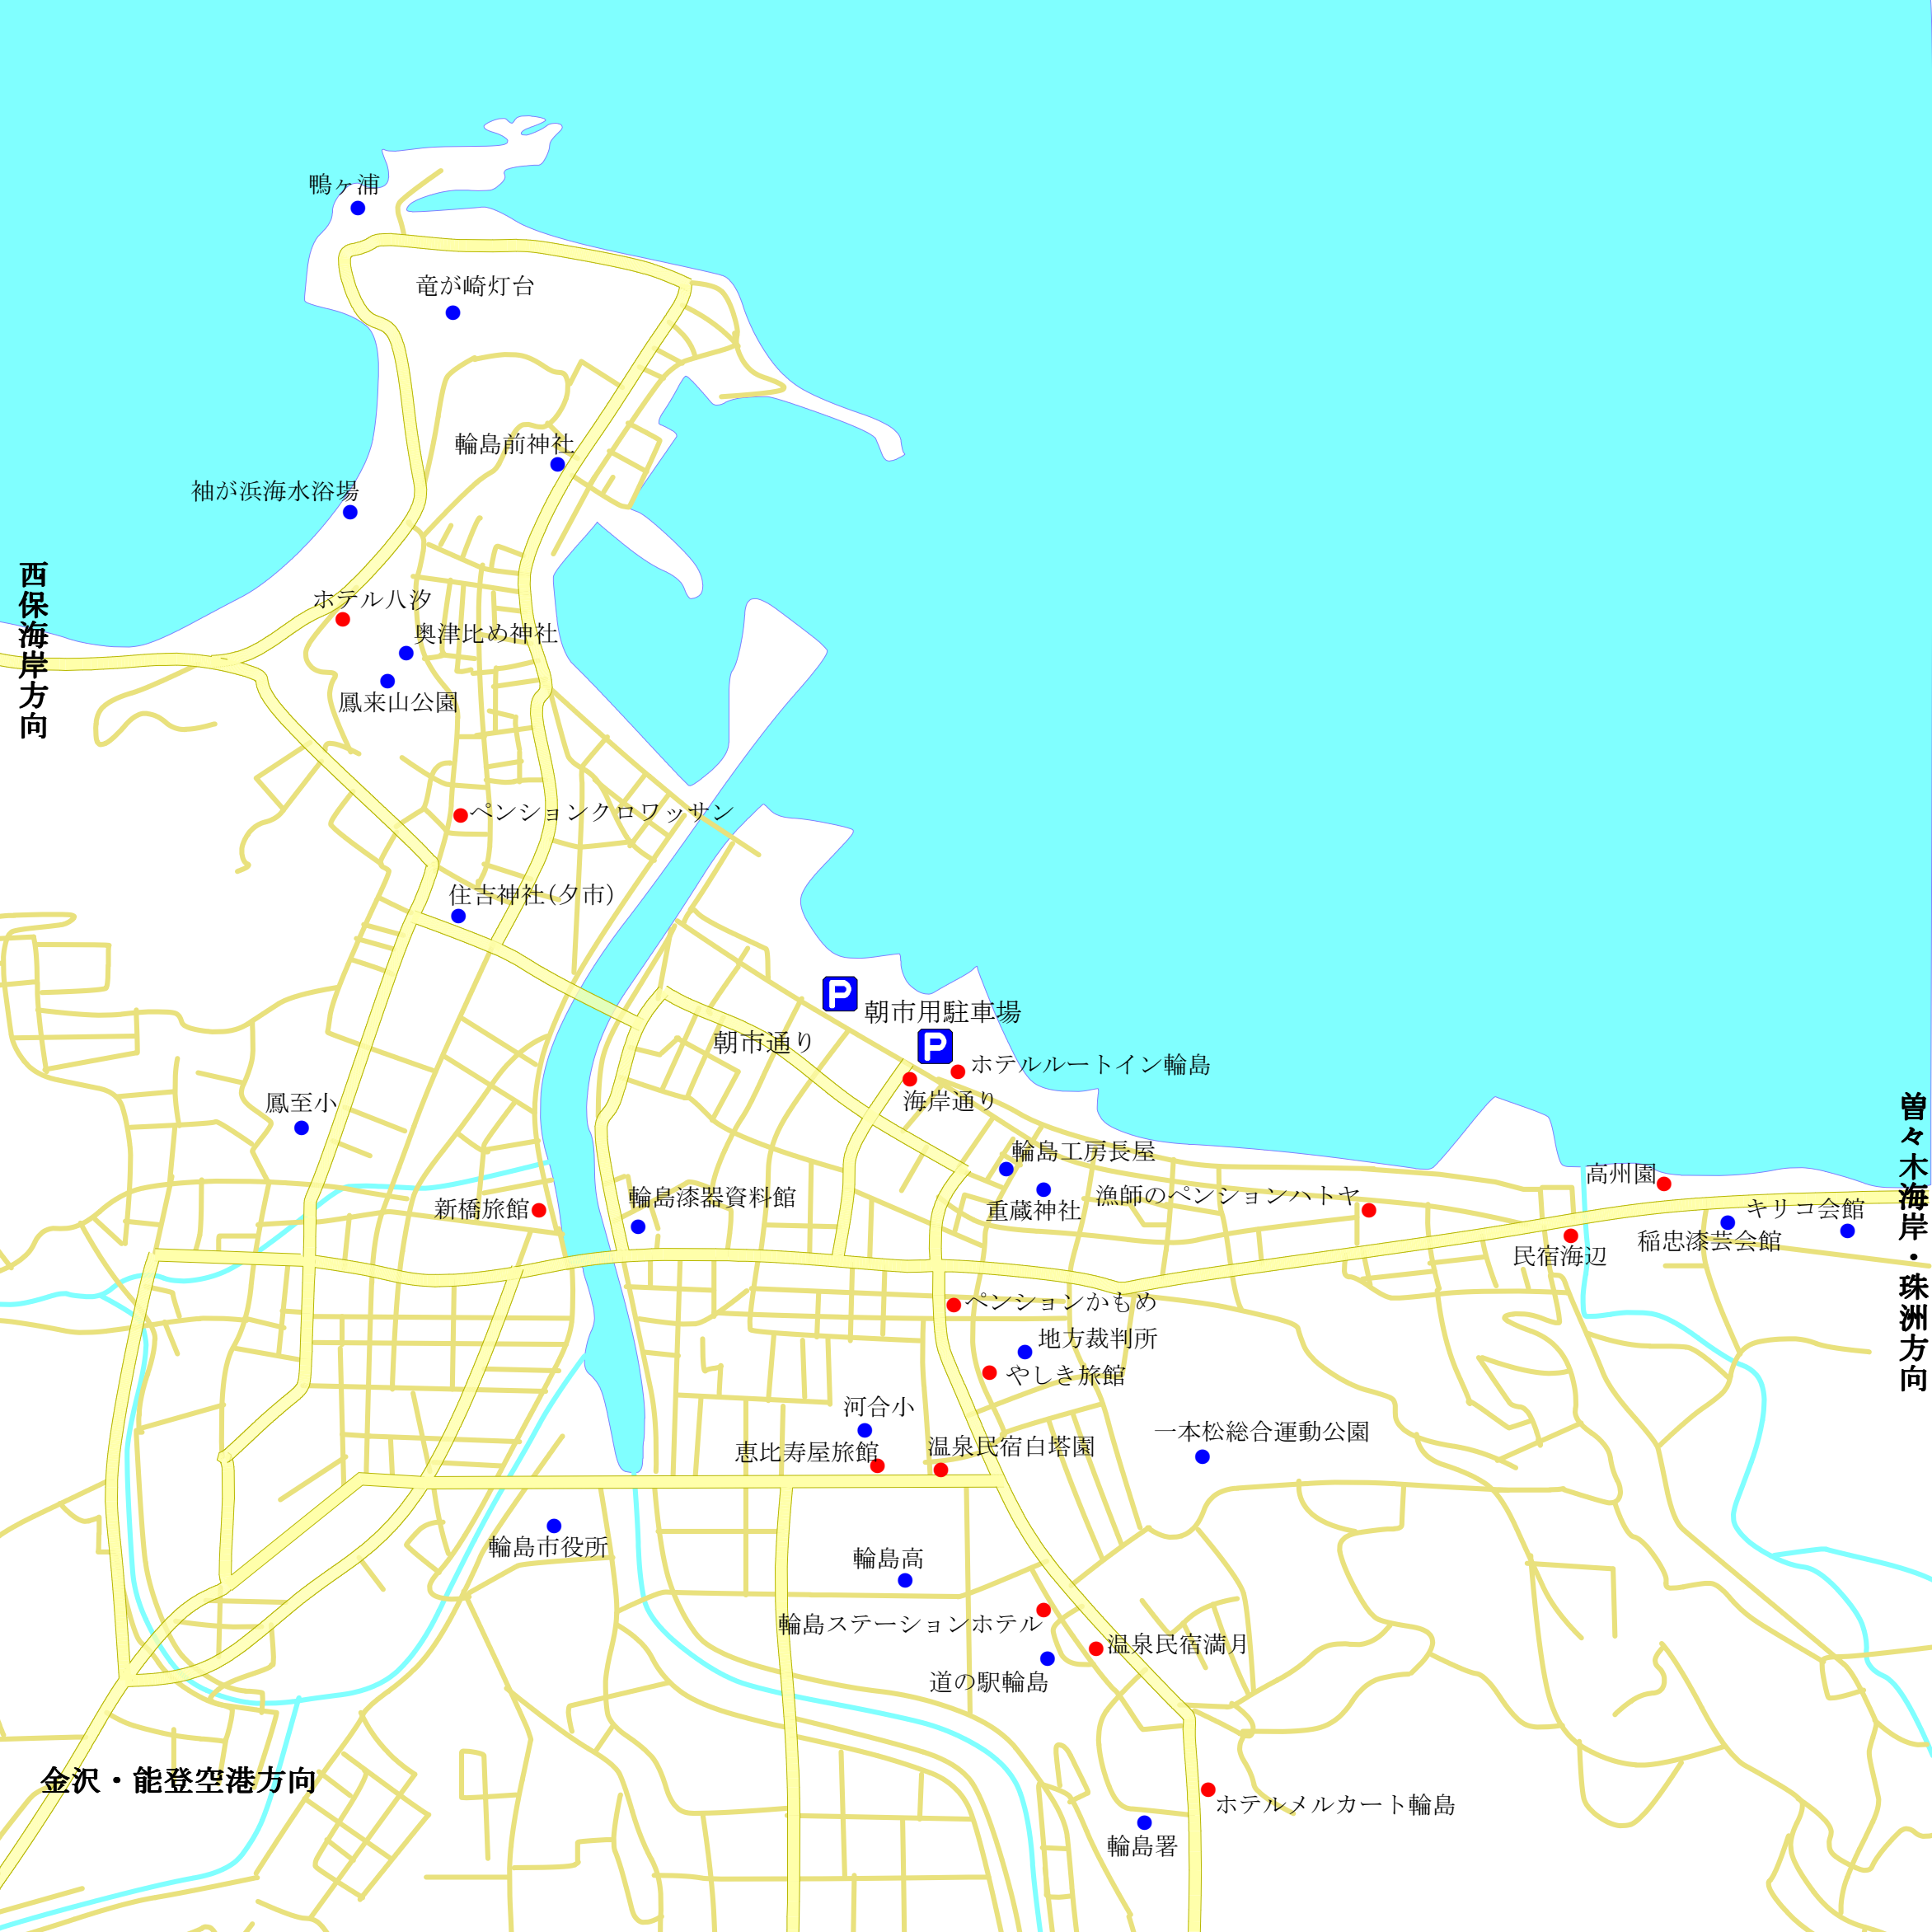 鴨ヶ浦
竜が崎灯台
輪島前神社
袖が浜海水浴場
西保海岸方向
ホテル八汐
奥津比め神社
鳳来山公園
ペンションクロワッサン
住吉神社(夕市)
P
朝市用駐車場
朝市通り
P
ホテルルートイン輪島
海岸通り
鳳至小
曽々木海岸・珠洲方向
輪島工房長屋
高州園
新橋旅館
輪島漆器資料館
重蔵神社
漁師のペンションハトヤ
キリコ会館
稲忠漆芸会館
民宿海辺
ペンションかもめ
地方裁判所
やしき旅館
河合小
一本松総合運動公園
恵比寿屋旅館
温泉民宿白塔園
輪島市役所
輪島高
輪島ステーションホテル
温泉民宿満月
道の駅輪島
金沢・能登空港方向
ホテルメルカート輪島
輪島署